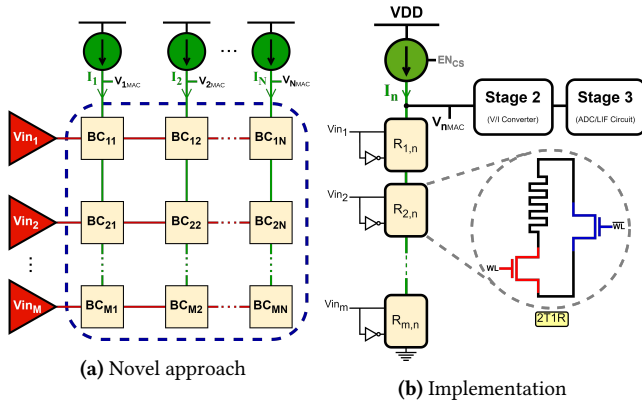 VDD
I1 V1MAC I2 V2MAC ... IN VNMAC
ENCS
In
VnMAC
Stage 2
(V/I Converter)
Stage 3
(ADC/LIF Circuit)
Vin1 BC11 BC12 BC1N
Vin2 BC21 BC22 BC2N
...
VinM BCM1 BCM2 BCMN
Vin1 R1,n
Vin2 R2,n
Vinm Rm,n
WL
WL
2T1R
(a) Novel approach
(b) Implementation